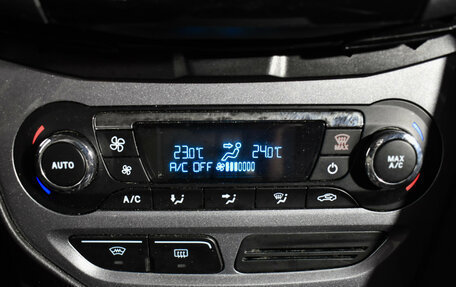 MAX
23.0°C
24.0°C
AUTO
A/C OFF
MAX
A/C
A/C